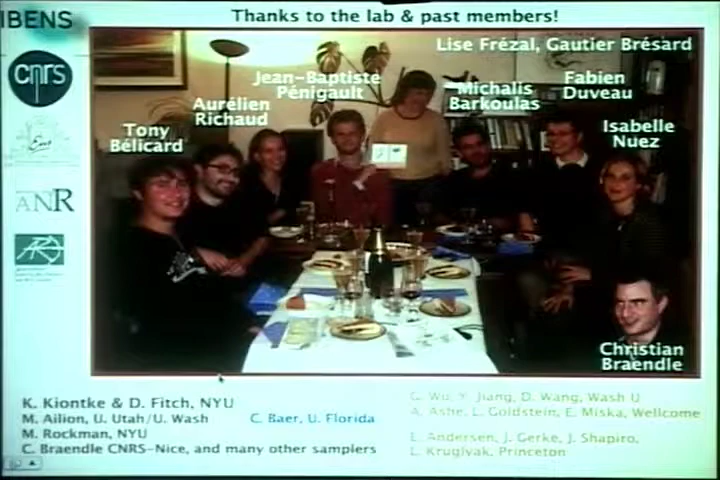 IBENS
Thanks to the lab & past members!
Lise Frézal, Gautier Brésard
cnrs
Jean-Baptiste
Pénigault
Michalis
Barkoulas
Fabien
Duveau
Aurélien
Richaud
Tony
Bélicard
Isabelle
Nuez
Ens
ANR
Christian
Braendle
K. Kiontke & D. Fitch, NYU
M. Ailion, U. Utah/U. Wash
C. Baer, U. Florida
M. Rockman, NYU
C. Braendle CNRS-Nice, and many other samplers
G. Wu, Y. Jiang, D. Wang, Wash U
A. Ashe, L. Goldstein, E. Miska, Wellcome
E. Andersen, J. Gerke, J. Shapiro,
L. Kruglyak, Princeton